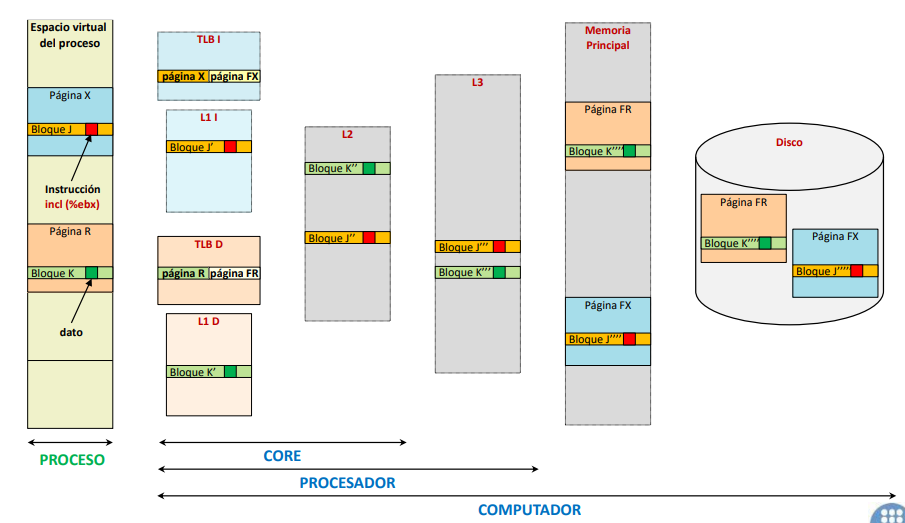 Espacio virtual
del proceso
Página X
Bloque J
Instrucción
incl (%ebx)
Página R
Bloque K
dato
PROCESO
TLB I
página X página FX
L1 I
Bloque J’
TLB D
página R página FR
L1 D
Bloque K’
L2
Bloque K’’
Bloque J’’
L3
Bloque J’’’
Bloque K’’’
Memoria
Principal
Página FR
Bloque K’’’’
Página FX
Bloque J’’’’
Disco
Página FR
Bloque K’’’’’
Página FX
Bloque J’’’’’
CORE
PROCESADOR
COMPUTADOR